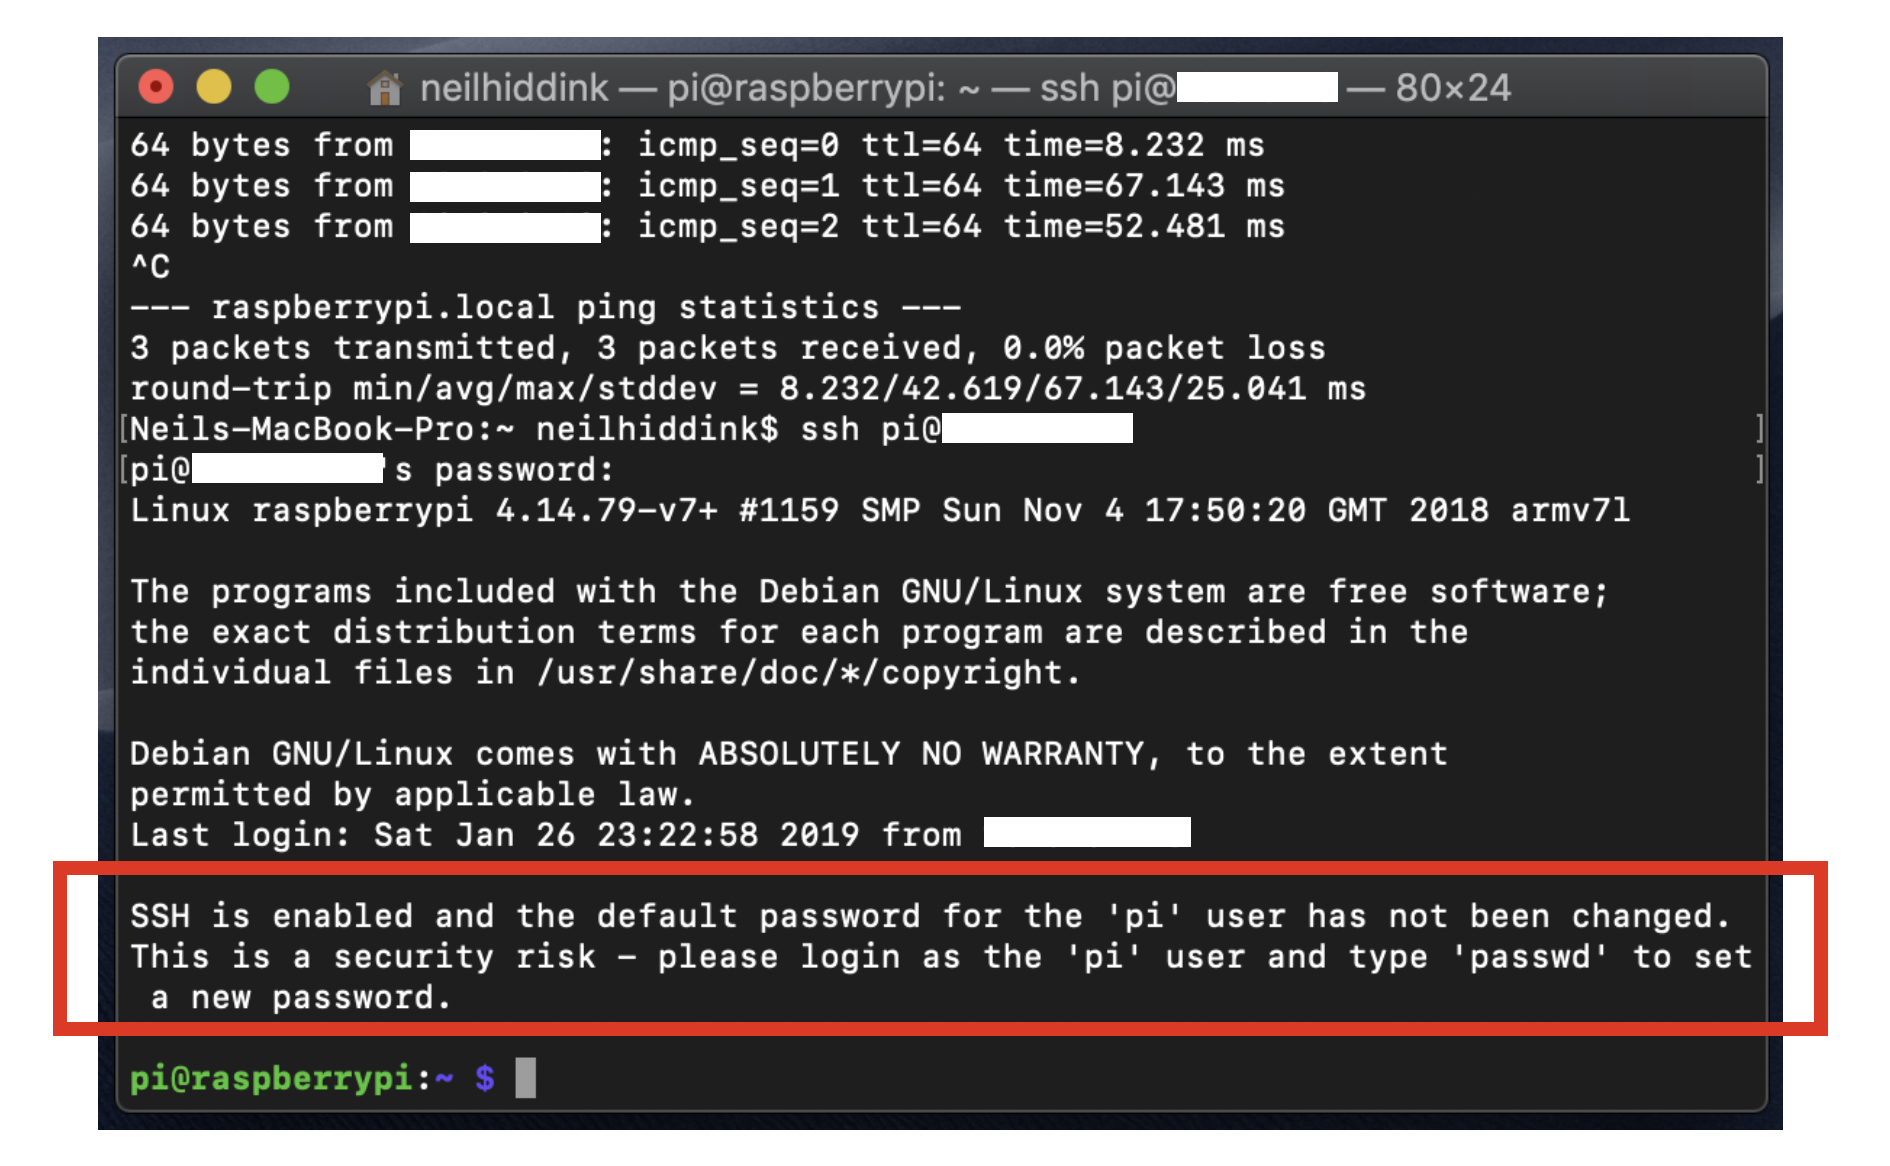 neilhiddink — pi@raspberrypi: ~ — ssh pi@ — 80×24
64 bytes from : icmp_seq=0 ttl=64 time=8.232 ms
64 bytes from : icmp_seq=1 ttl=64 time=67.143 ms
64 bytes from : icmp_seq=2 ttl=64 time=52.481 ms
^C
--- raspberrypi.local ping statistics ---
3 packets transmitted, 3 packets received, 0.0% packet loss
round-trip min/avg/max/stddev = 8.232/42.619/67.143/25.041 ms
[Neils-MacBook-Pro:~ neilhiddink$ ssh pi@ ]
[pi@ 's password: ]
Linux raspberrypi 4.14.79-v7+ #1159 SMP Sun Nov 4 17:50:20 GMT 2018 armv7l
The programs included with the Debian GNU/Linux system are free software;
the exact distribution terms for each program are described in the
individual files in /usr/share/doc/*/copyright.
Debian GNU/Linux comes with ABSOLUTELY NO WARRANTY, to the extent
permitted by applicable law.
Last login: Sat Jan 26 23:22:58 2019 from
SSH is enabled and the default password for the 'pi' user has not been changed.
This is a security risk - please login as the 'pi' user and type 'passwd' to set
 a new password.
pi@raspberrypi:~ $